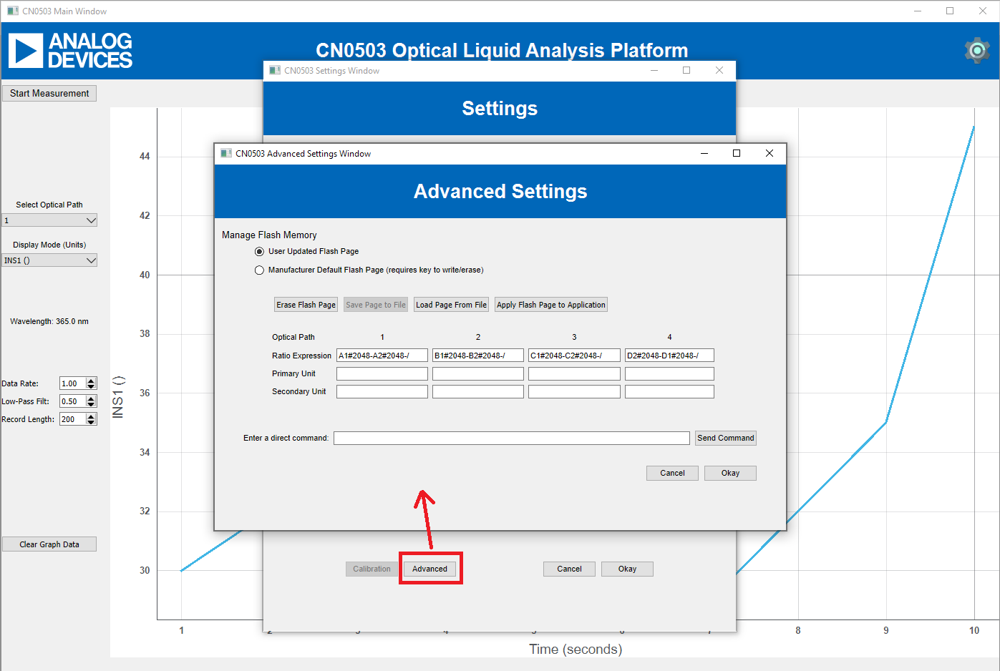 CN0503 Main Window
ANALOG
DEVICES
CN0503 Optical Liquid Analysis Platform
CN0503 Settings Window
Settings
Start Measurement
CN0503 Advanced Settings Window
Advanced Settings
Manage Flash Memory
User Updated Flash Page
Manufacturer Default Flash Page (requires key to write/erase)
Erase Flash Page Save Page to File Load Page From File Apply Flash Page to Application
Optical Path 1 2 3 4
Ratio Expression A1#2048-A2#2048-/ B1#2048-B2#2048-/ C1#2048-C2#2048-/ D2#2048-D1#2048-/
Primary Unit
Secondary Unit
Enter a direct command: Send Command
Cancel Okay
Calibration Advanced Cancel Okay
Select Optical Path
1
Display Mode (Units)
INS1 ()
Wavelength: 365.0 nm
Data Rate: 1.00
Low-Pass Filt: 0.50
Record Length: 200
Clear Graph Data
INS1 ()
44
42
40
38
36
34
32
30
1 2 3 4 5 6 7 8 9 10
Time (seconds)